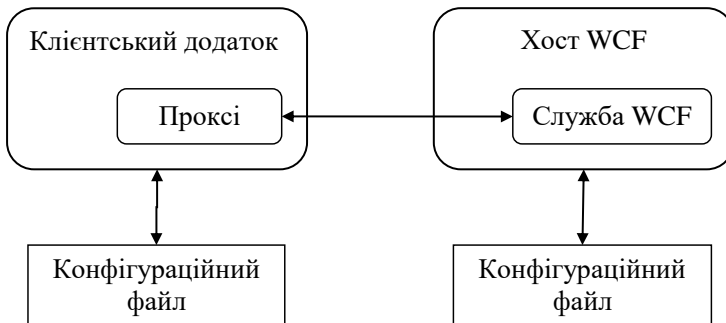 Клієнтський додаток
Хост WCF
Проксі
Служба WCF
Конфігураційний
файл
Конфігураційний
файл